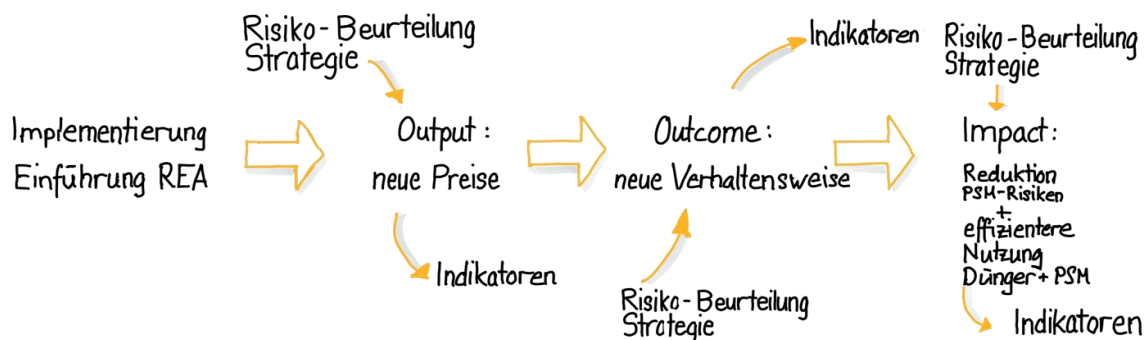 Implementierung
Einführung REA
Risiko-Beurteilung
Strategie
Output:
neue Preise
Indikatoren
Outcome:
neue Verhaltensweise
Indikatoren
Risiko-Beurteilung
Strategie
Risiko-Beurteilung
Strategie
Impact:
Reduktion
PSM-Risiken
+
effizientere
Nutzung
Dünger + PSM
Indikatoren